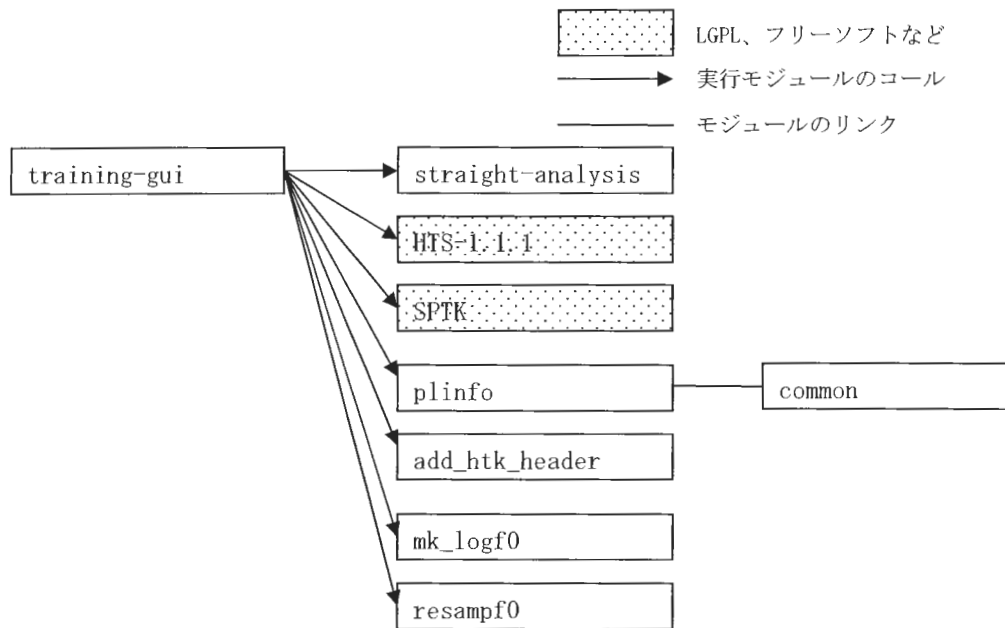 LGPL、フリーソフトなど
実行モジュールのコール
モジュールのリンク
training-gui
straight-analysis
HTS-1.1.1
SPTK
plinfo
common
add_htk_header
mk_logf0
resampf0